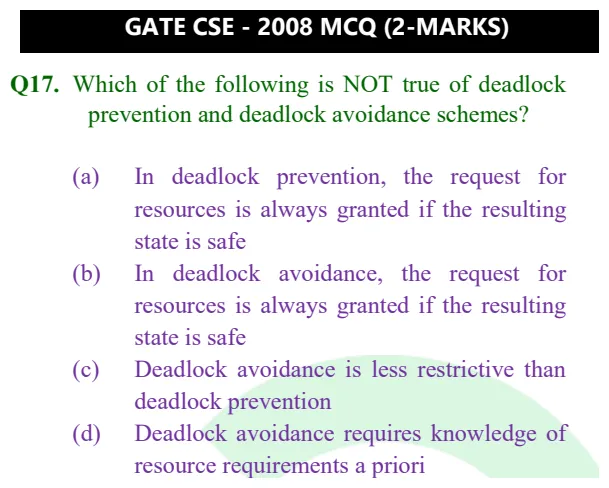 GATE CSE - 2008 MCQ (2-MARKS)
Q17. Which of the following is NOT true of deadlock
prevention and deadlock avoidance schemes?
(a) In deadlock prevention, the request for
resources is always granted if the resulting
state is safe
(b) In deadlock avoidance, the request for
resources is always granted if the resulting
state is safe
(c) Deadlock avoidance is less restrictive than
deadlock prevention
(d) Deadlock avoidance requires knowledge of
resource requirements a priori